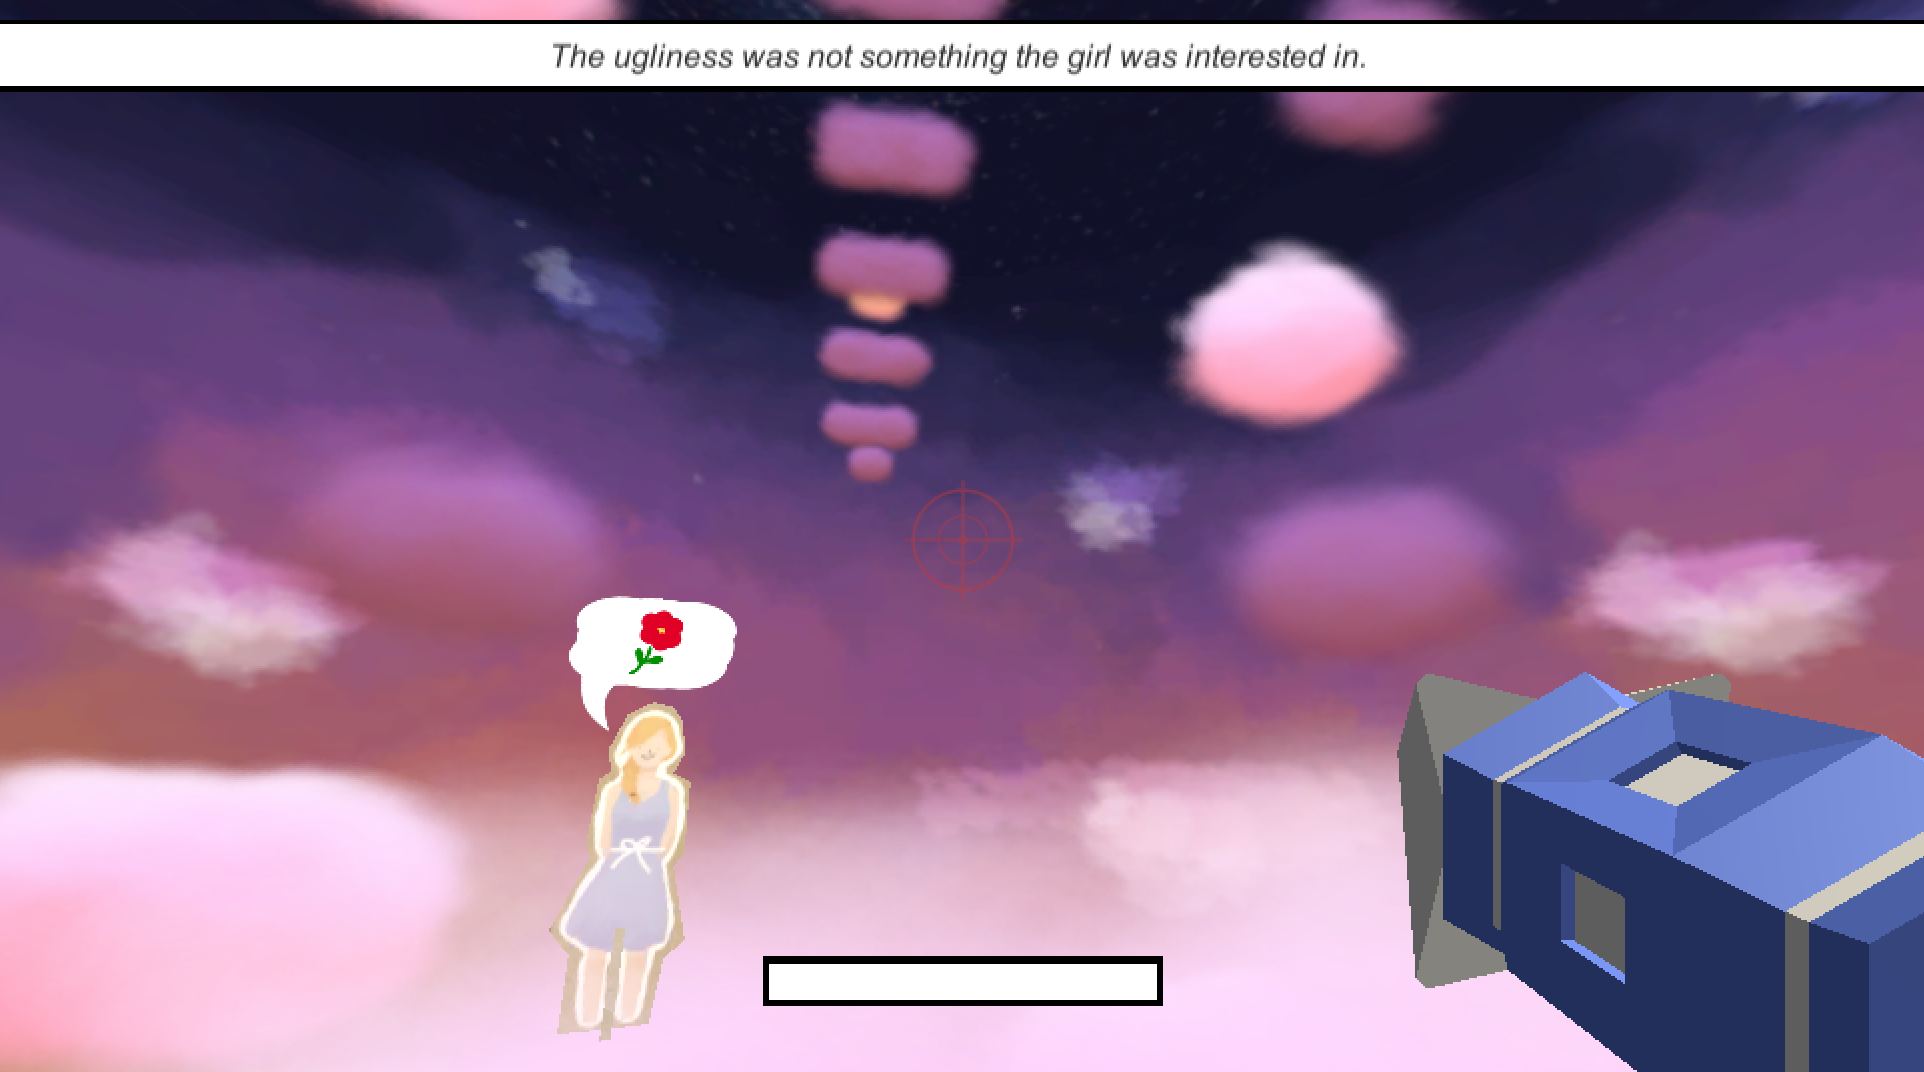 The ugliness was not something the girl was interested in.